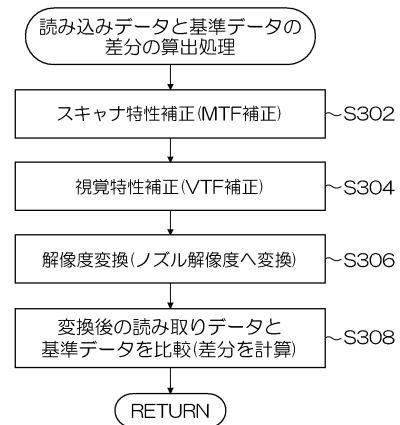 読み込みデータと基準データの
差分の算出処理
スキャナ特性補正(MTF補正)
S302
視覚特性補正(VTF補正)
S304
解像度変換(ノズル解像度へ変換)
S306
変換後の読み取りデータと
基準データを比較(差分を計算)
S308
RETURN